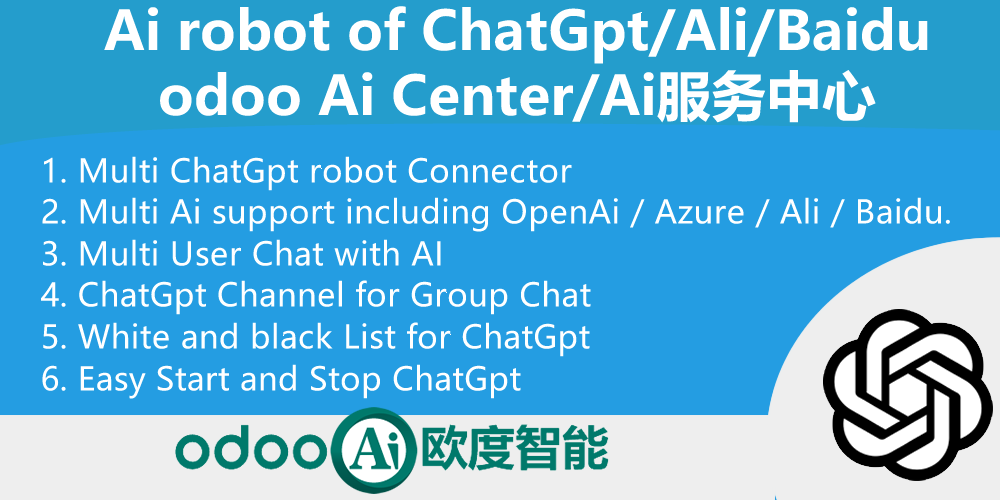 Ai robot of ChatGpt/Ali/Baidu
odoo Ai Center/Ai服务中心
1. Multi ChatGpt robot Connector
2. Multi Ai support including OpenAi / Azure / Ali / Baidu.
3. Multi User Chat with AI
4. ChatGpt Channel for Group Chat
5. White and black List for ChatGpt
6. Easy Start and Stop ChatGpt
odoo Ai 欧度智能